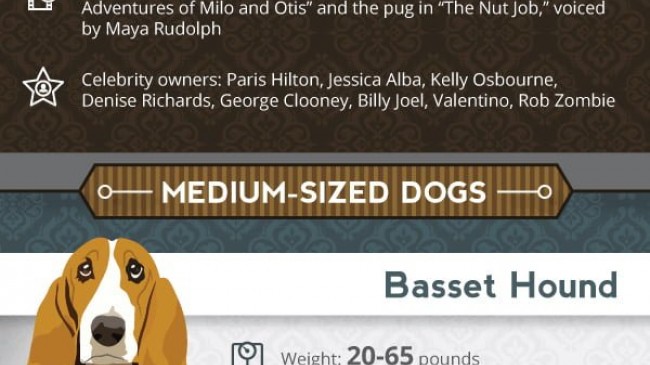 Adventures of Milo and Otis” and the pug in “The Nut Job,” voiced
by Maya Rudolph
Celebrity owners: Paris Hilton, Jessica Alba, Kelly Osbourne,
Denise Richards, George Clooney, Billy Joel, Valentino, Rob Zombie
MEDIUM-SIZED DOGS
Basset Hound
Weight: 20-65 pounds